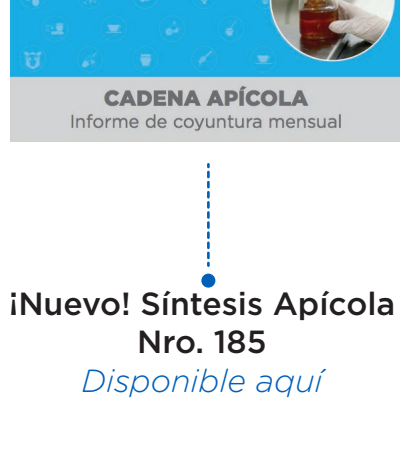 CADENA APÍCOLA
Informe de coyuntura mensual
¡Nuevo! Síntesis Apícola
Nro. 185
Disponible aquí